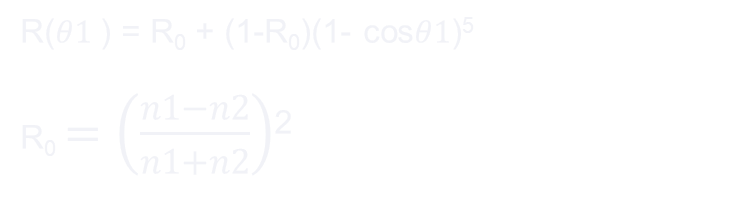 R(θ1 ) = R₀ + (1-R₀)(1- cosθ1)⁵
R₀ = (n1−n2/n1+n2)²